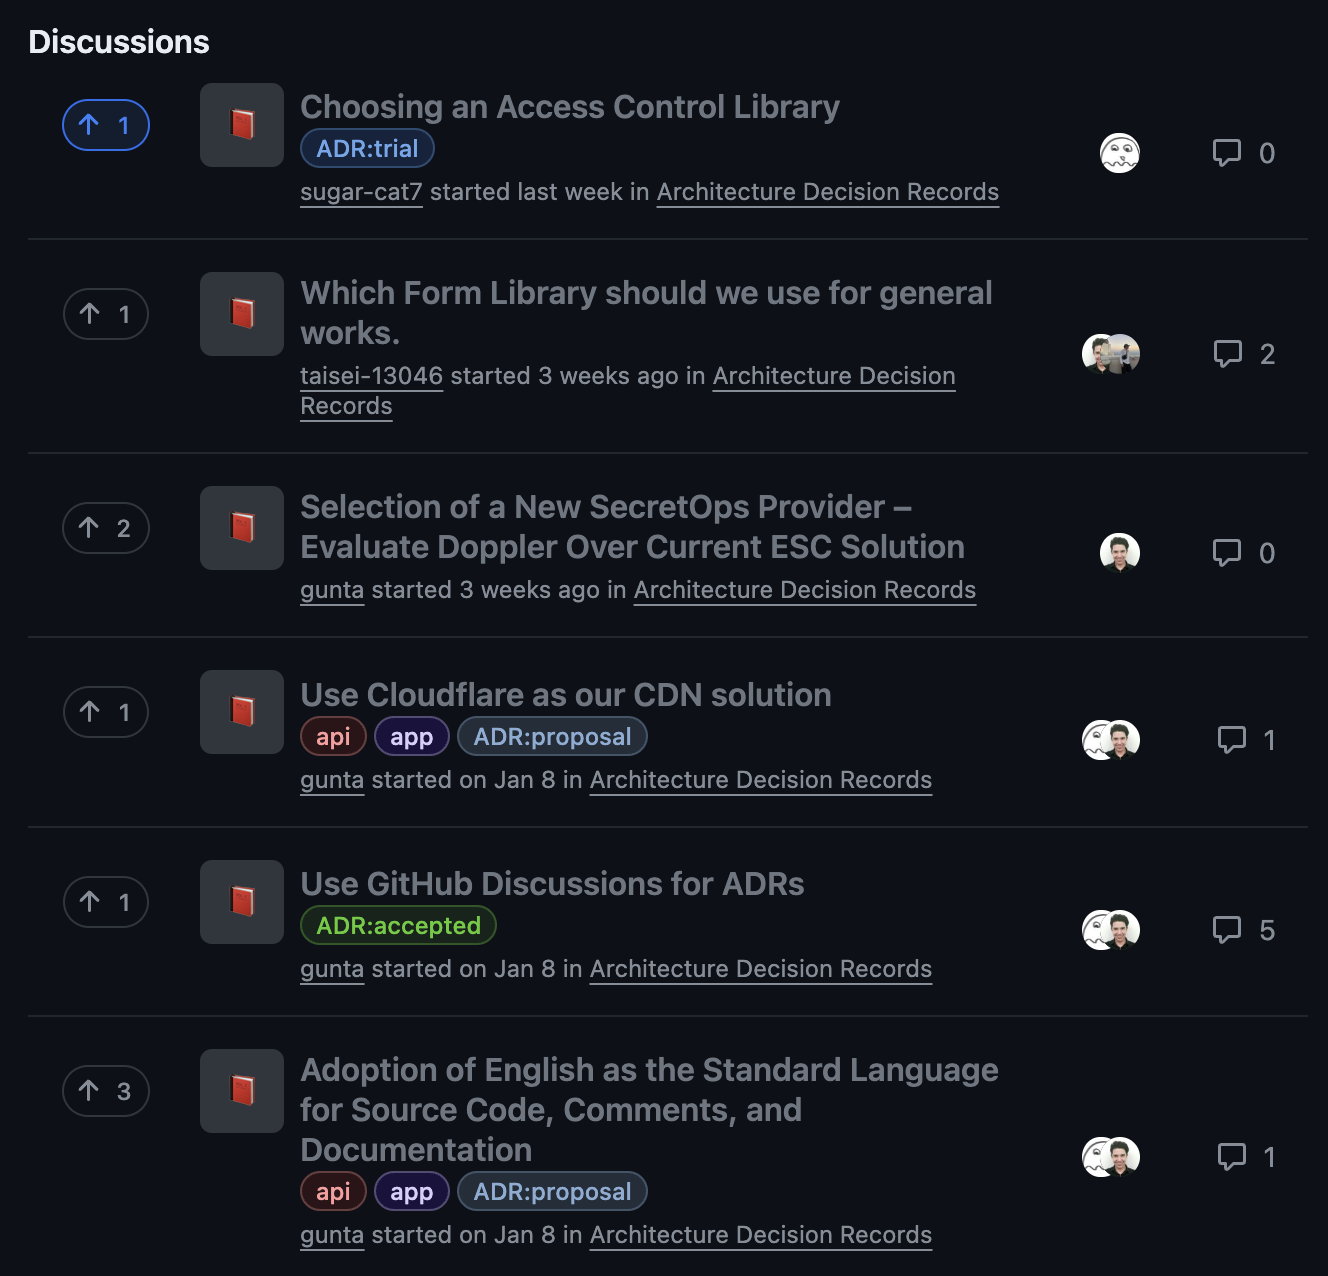 Discussions
1
Choosing an Access Control Library
ADR:trial
sugar-cat7 started last week in Architecture Decision Records
0
1
Which Form Library should we use for general
works.
taisei-13046 started 3 weeks ago in Architecture Decision
Records
2
2
Selection of a New SecretOps Provider –
Evaluate Doppler Over Current ESC Solution
gunta started 3 weeks ago in Architecture Decision Records
0
1
Use Cloudflare as our CDN solution
api app ADR:proposal
gunta started on Jan 8 in Architecture Decision Records
1
1
Use GitHub Discussions for ADRs
ADR:accepted
gunta started on Jan 8 in Architecture Decision Records
5
3
Adoption of English as the Standard Language
for Source Code, Comments, and
Documentation
api app ADR:proposal
gunta started on Jan 8 in Architecture Decision Records
1